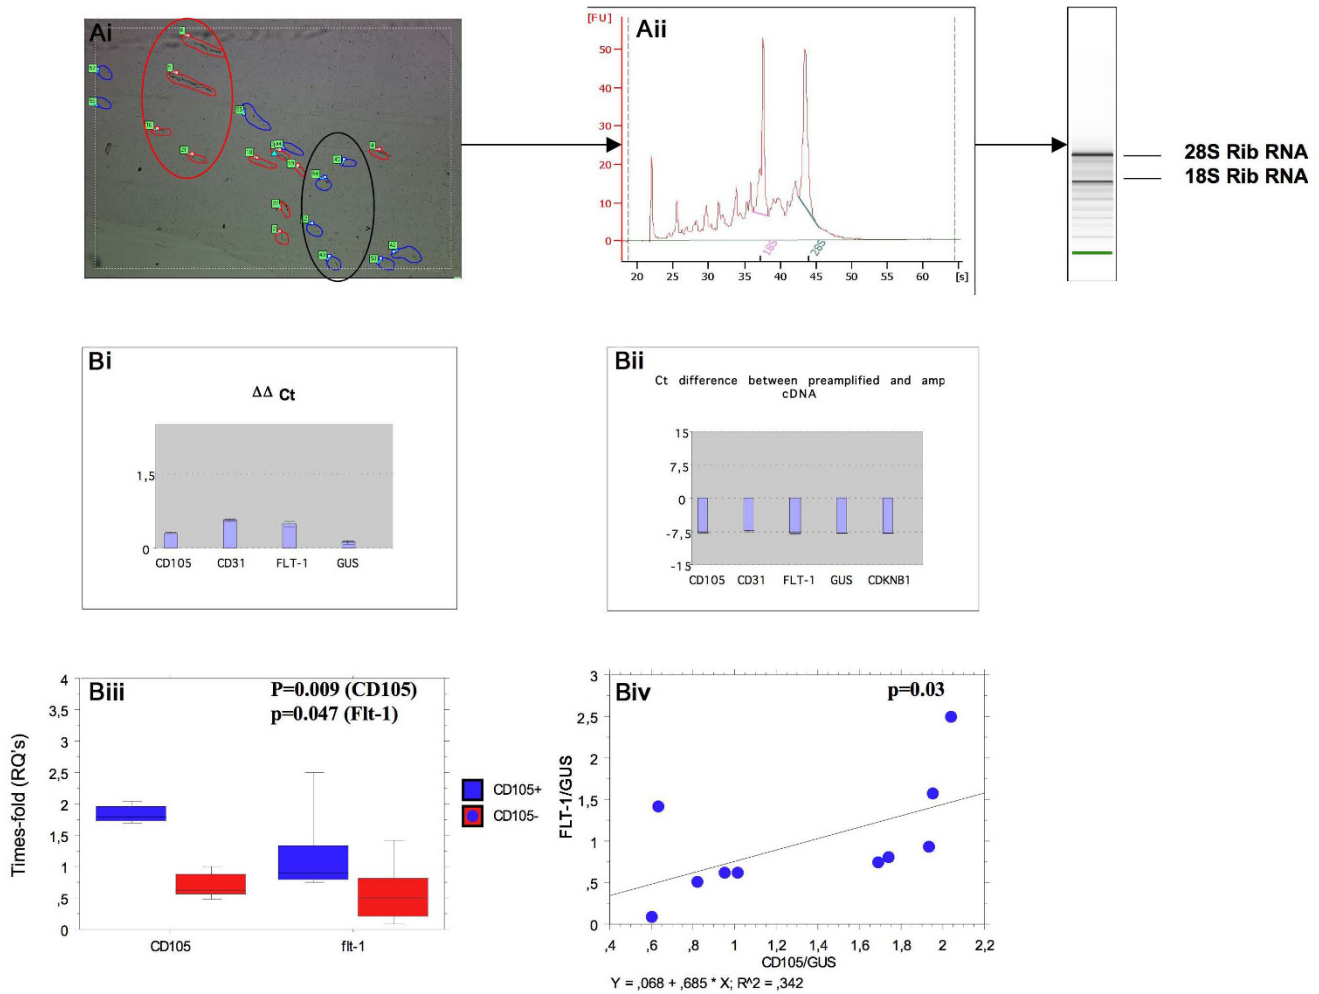 Ai
Aii
[FU]
50
40
30
20
10
0
20 25 30 35 40 45 50 55 60 [s]
18S
28S
28S Rib RNA
18S Rib RNA
Bi
ΔΔ Ct
1,5
0
CD105 CD31 FLT-1 GUS
Bii
Ct difference between preamplified and amp
cDNA
15
7,5
0
-7,5
-15
CD105 CD31 FLT-1 GUS CDKNB1
Biii
P=0.009 (CD105)
p=0.047 (Flt-1)
Times-fold (RQ's)
4
3,5
3
2,5
2
1,5
1
,5
0
CD105 flt-1
CD105+
CD105-
Biv
p=0.03
FLT-1/GUS
3
2,5
2
1,5
1
,5
0
,4 ,6 ,8 1 1,2 1,4 1,6 1,8 2 2,2
CD105/GUS
Y = ,068 + ,685 * X; R^2 = ,342